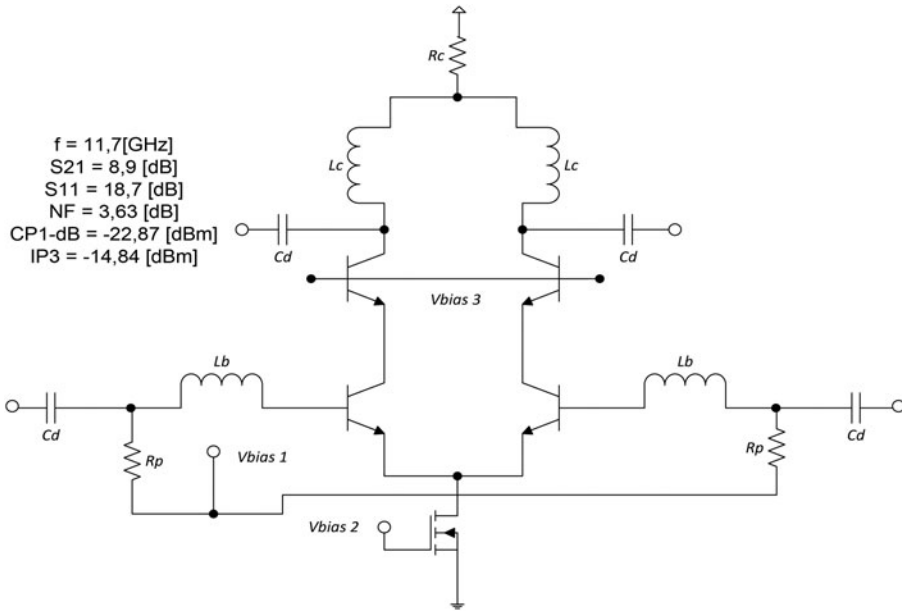 Rc
Lc
Lc
f = 11,7[GHz]
S21 = 8,9 [dB]
S11 = 18,7 [dB]
NF = 3,63 [dB]
CP1-dB = -22,87 [dBm]
IP3 = -14,84 [dBm]
Cd
Cd
Vbias 3
Lb
Lb
Cd
Cd
Rp
Vbias 1
Rp
Vbias 2